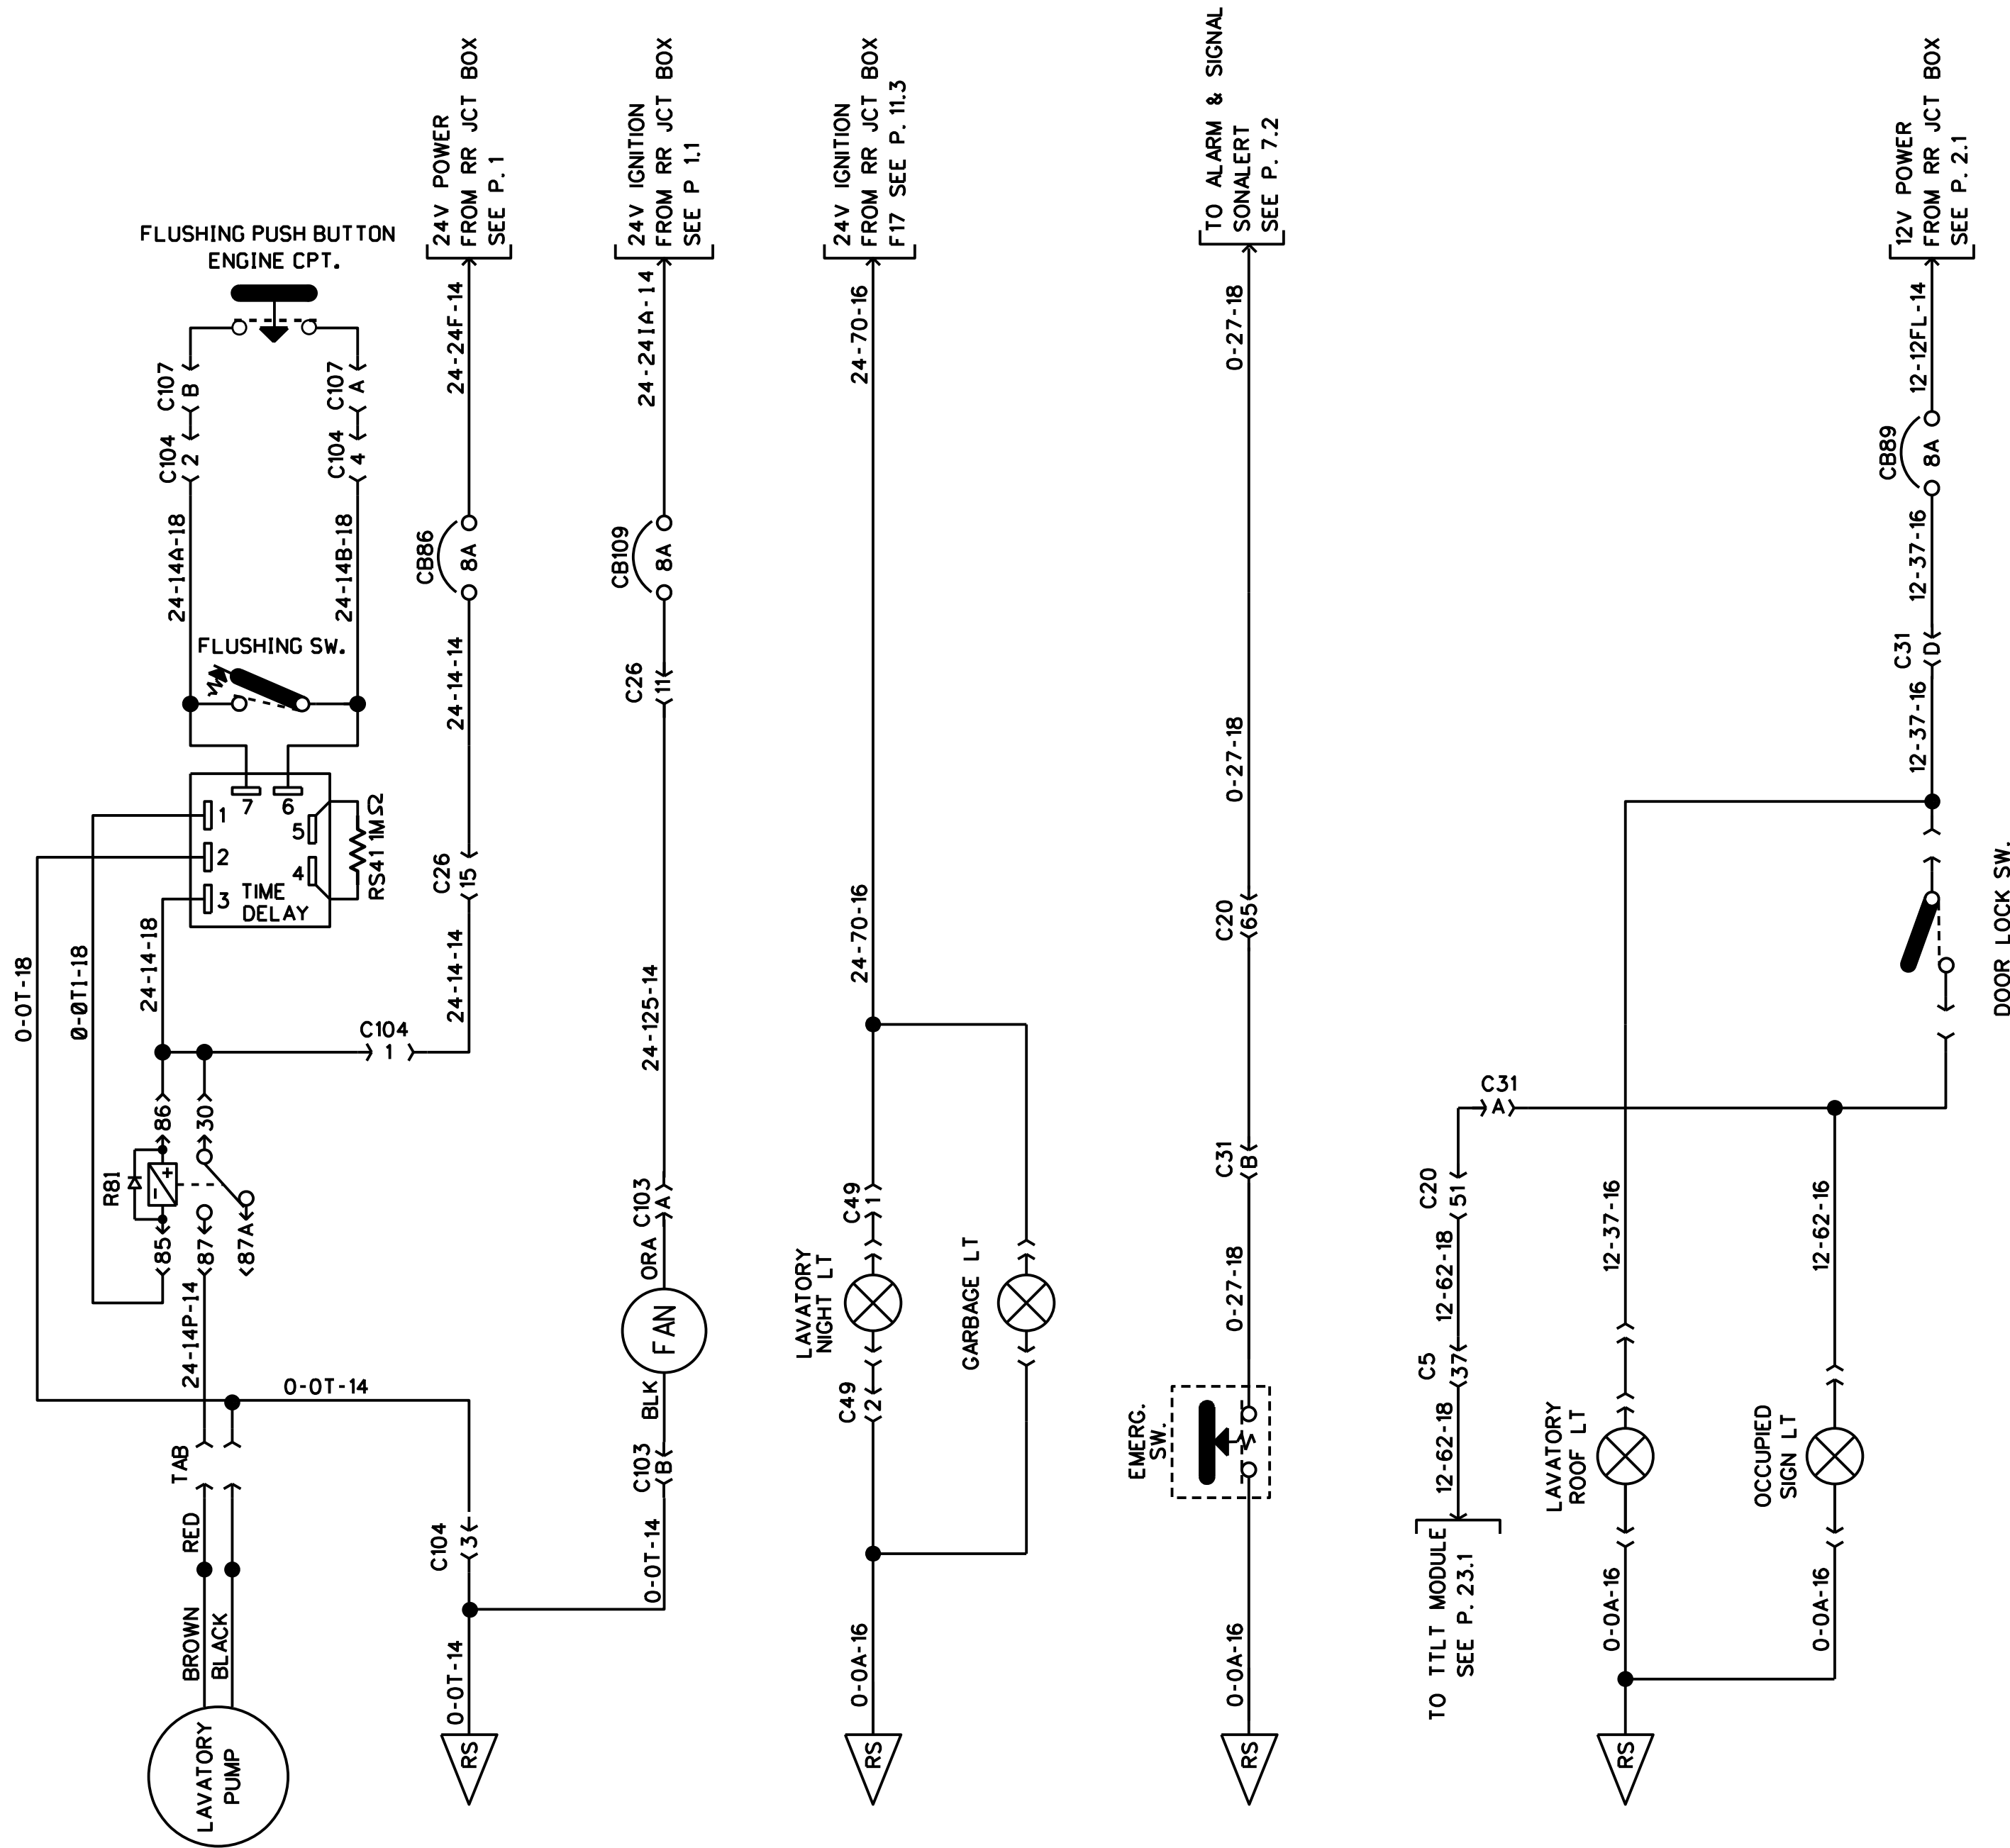 FLUSHING PUSH BUTTON
ENGINE CPT.
C107
B
C107
A
C104
2
C104
4
24-14A-18
24-14B-18
FLUSHING SW.
7
6
1
2
3
5
4
TIME
DELAY
RS41 1MΩ
0-0T-18
0-0T1-18
24-14-18
C104
1
86
30
R81
+
-
85
87
87A
24-14P-14
0-0T-14
TAB
RED
BROWN
BLACK
LAVATORY
PUMP
24V POWER
FROM RR JCT BOX
SEE P. 1
24-24F-14
CB86
8A
24-14-14
C26
15
24-14-14
C104
3
0-0T-14
RS
24V IGNITION
FROM RR JCT BOX
SEE P 1.1
24-24IA-14
CB109
8A
C26
11
24-125-14
C103
A
ORA
FAN
BLK
C103
B
0-0T-14
24V IGNITION
FROM RR JCT BOX
F17 SEE P. 11.3
24-70-16
24-70-16
C49
1
LAVATORY
NIGHT LT
GARBAGE LT
C49
2
0-0A-16
RS
TO ALARM & SIGNAL
SONALERT
SEE P. 7.2
0-27-18
0-27-18
C20
65
C31
B
0-27-18
EMERG.
SW.
0-0A-16
RS
12V POWER
FROM RR JCT BOX
SEE P. 2.1
12-12FL-14
CB89
8A
12-37-16
C31
D
12-37-16
DOOR LOCK SW.
C31
A
C20
51
12-62-18
C5
37
12-62-18
TO TTLT MODULE
SEE P. 23.1
12-37-16
12-62-16
LAVATORY
ROOF LT
OCCUPIED
SIGN LT
0-0A-16
0-0A-16
RS